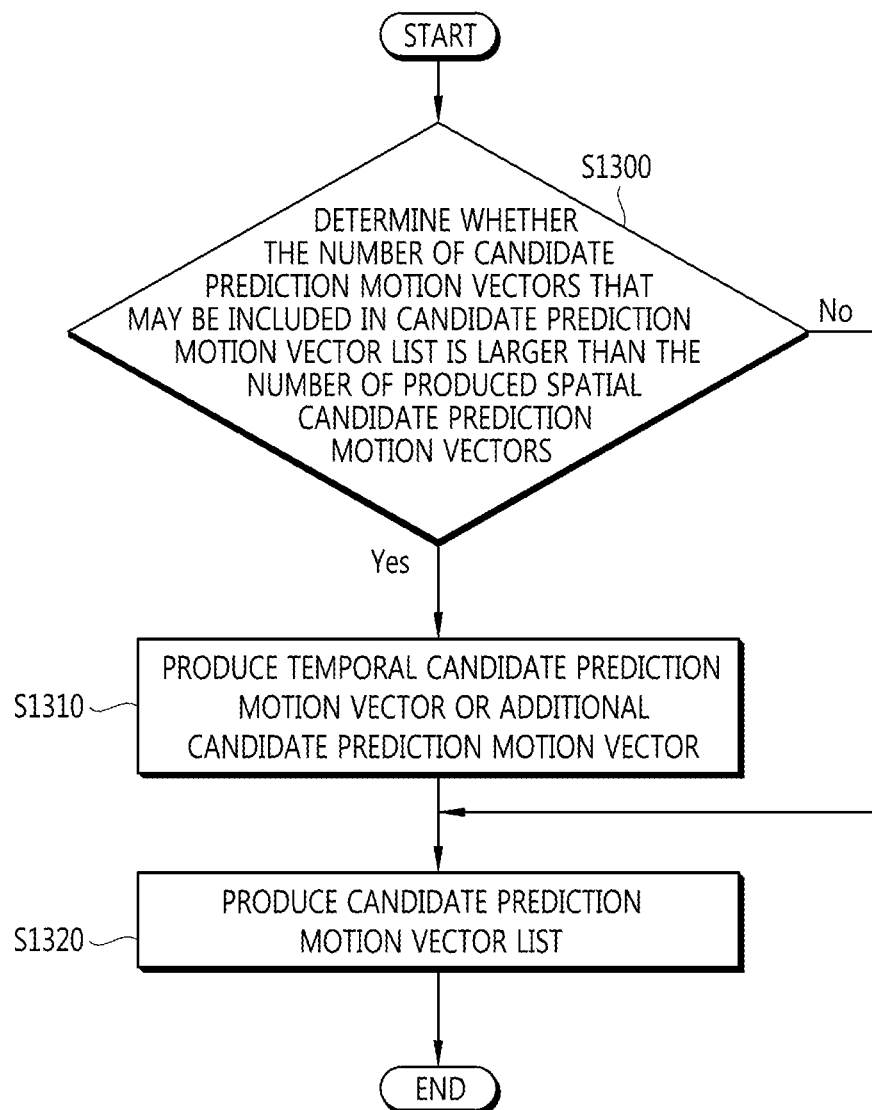 START
S1300
DETERMINE WHETHER
THE NUMBER OF CANDIDATE
PREDICTION MOTION VECTORS THAT
MAY BE INCLUDED IN CANDIDATE PREDICTION
MOTION VECTOR LIST IS LARGER THAN THE
NUMBER OF PRODUCED SPATIAL
CANDIDATE PREDICTION
MOTION VECTORS
No
Yes
S1310
PRODUCE TEMPORAL CANDIDATE PREDICTION
MOTION VECTOR OR ADDITIONAL
CANDIDATE PREDICTION MOTION VECTOR
S1320
PRODUCE CANDIDATE PREDICTION
MOTION VECTOR LIST
END